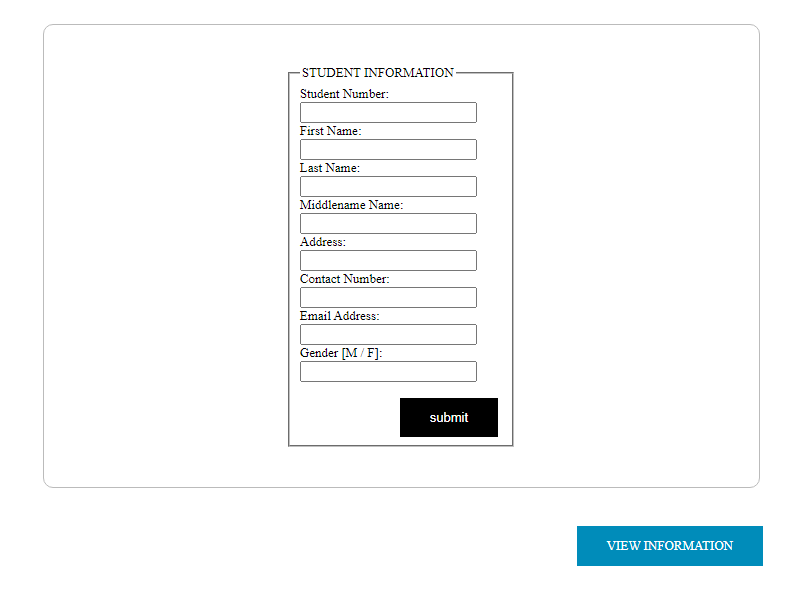 STUDENT INFORMATION
Student Number:
First Name:
Last Name:
Middlename Name:
Address:
Contact Number:
Email Address:
Gender [M / F]:
submit
VIEW INFORMATION